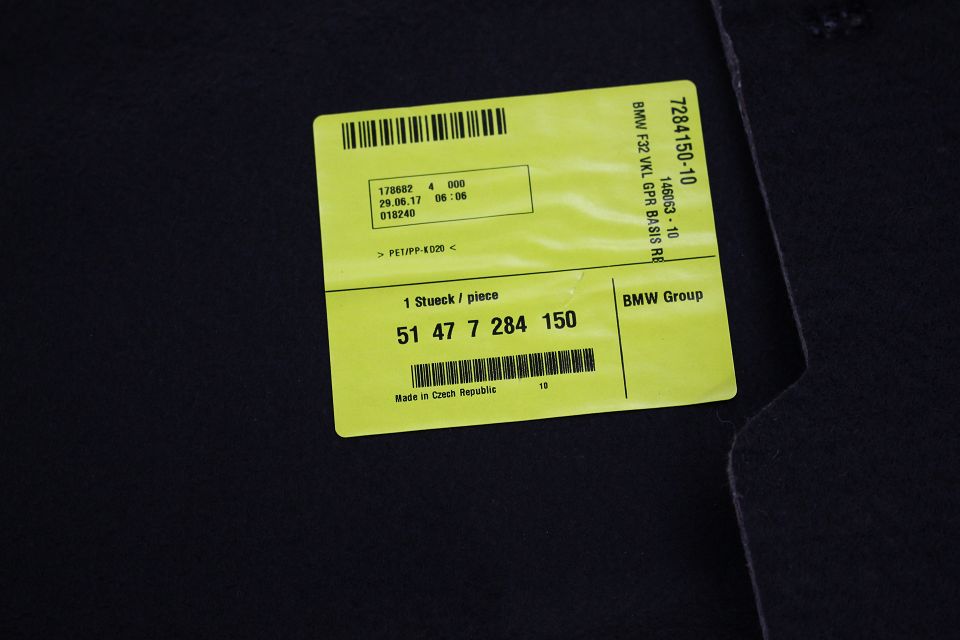 178682 4 000
29.06.17 06:06
018240
> PET/PP-KD20 <
7284150-10
146063 - 10
BMW F32 VKL GPR BASIS RB
1 Stueck / piece
51 47 7 284 150
Made in Czech Republic 10
BMW Group